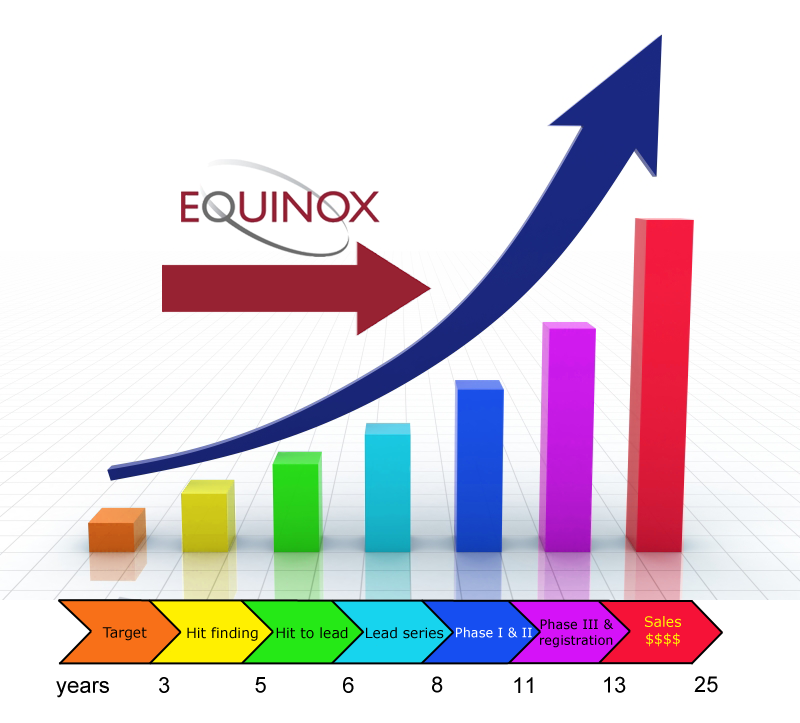 EQUINOX
Target
Hit finding
Hit to lead
Lead series
Phase I & II
Phase III &
registration
Sales
$$$$
years 3 5 6 8 11 13 25